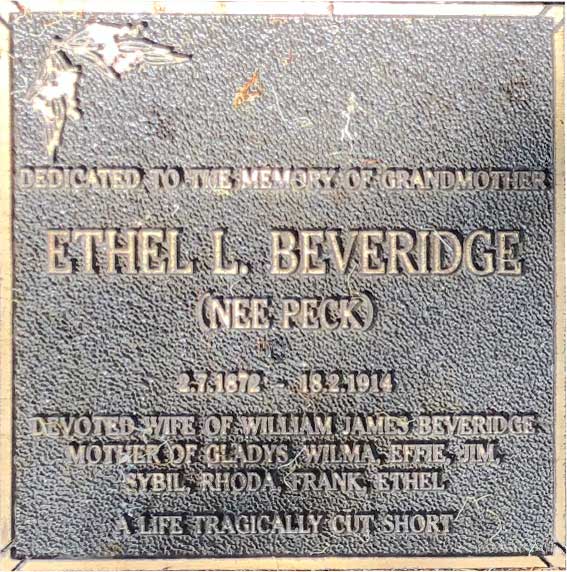 DEDICATED TO THE MEMORY OF GRANDMOTHER
ETHEL L. BEVERIDGE
(NEE PECK)
2.7.1872 - 18.2.1914
DEVOTED WIFE OF WILLIAM JAMES BEVERIDGE
MOTHER OF GLADYS, WILMA, EFFIE, JIM,
SYBIL, RHODA, FRANK, ETHEL
A LIFE TRAGICALLY CUT SHORT